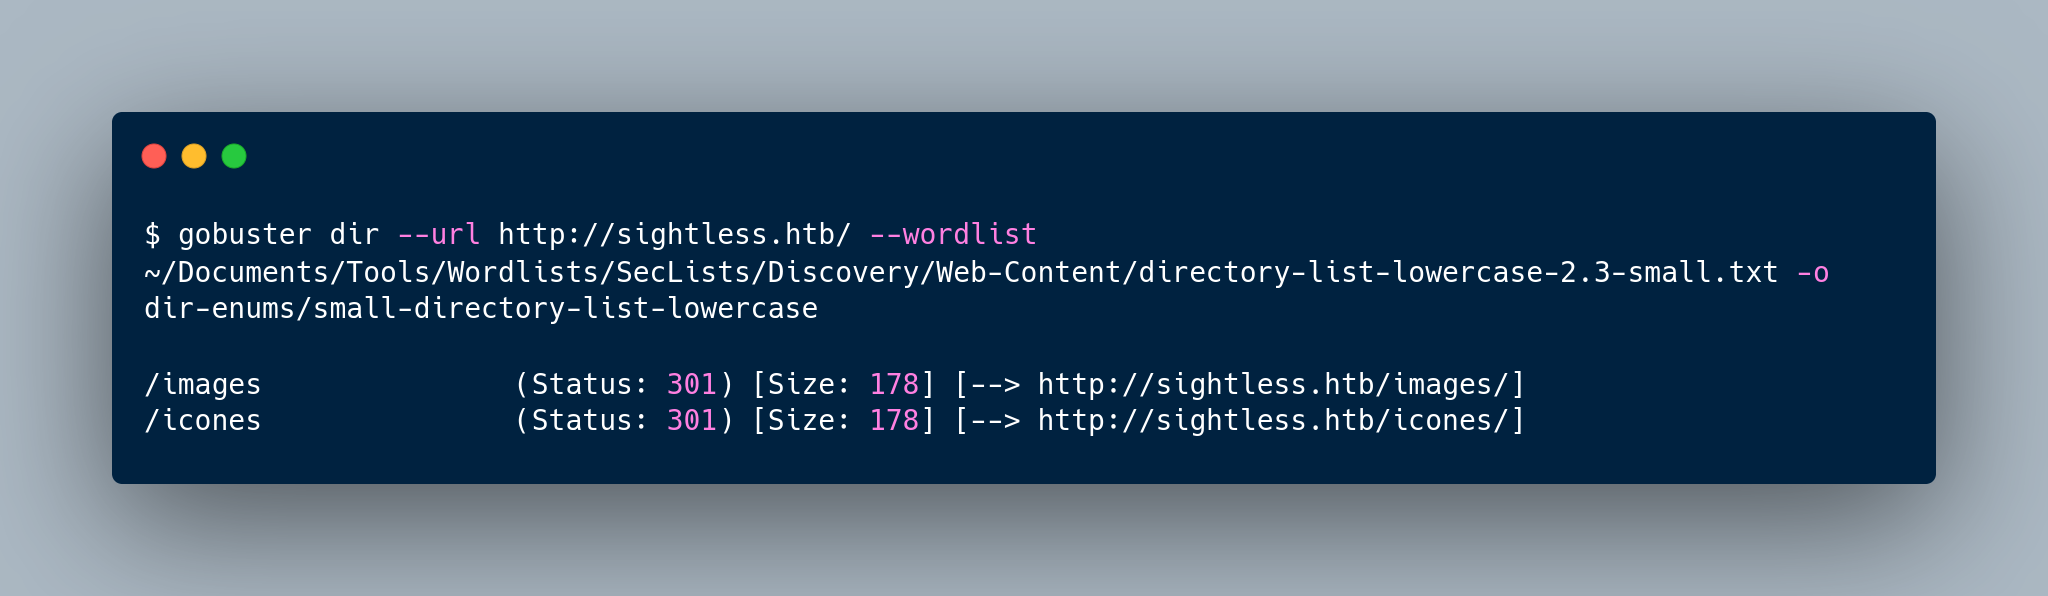 $ gobuster dir --url http://sightless.htb/ --wordlist
~/Documents/Tools/Wordlists/SecLists/Discovery/Web-Content/directory-list-lowercase-2.3-small.txt -o
dir-enums/small-directory-list-lowercase
/images               (Status: 301) [Size: 178] [--> http://sightless.htb/images/]
/icones               (Status: 301) [Size: 178] [--> http://sightless.htb/icones/]